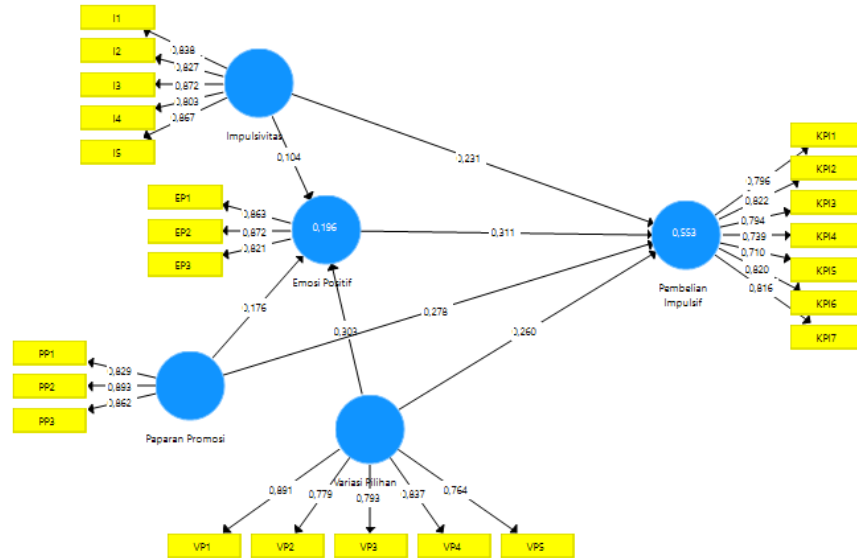 I1
I2
I3
I4
I5
0,838
0,827
0,872
0,803
0,867
Impulsivitas
0,104
0,231
EP1
EP2
EP3
0,863
0,872
0,821
0,196
Emosi Positif
0,311
0,553
Pembelian
Impulsif
0,796
0,822
0,794
0,739
0,710
0,820
0,816
KPI1
KPI2
KPI3
KPI4
KPI5
KPI6
KPI7
0,176
0,303
0,278
0,260
PP1
PP2
PP3
0,829
0,893
0,862
Paparan Promosi
Variasi Pilihan
0,891
0,779
0,793
0,837
0,764
VP1
VP2
VP3
VP4
VP5